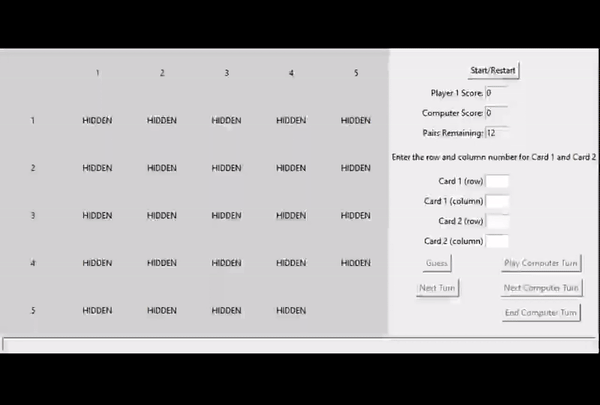 1 2 3 4 5
1 HIDDEN HIDDEN HIDDEN HIDDEN HIDDEN
2 HIDDEN HIDDEN HIDDEN HIDDEN HIDDEN
3 HIDDEN HIDDEN HIDDEN HIDDEN HIDDEN
4 HIDDEN HIDDEN HIDDEN HIDDEN HIDDEN
5 HIDDEN HIDDEN HIDDEN HIDDEN
Start/Restart
Player 1 Score: 0
Computer Score: 0
Pairs Remaining: 12
Enter the row and column number for Card 1 and Card 2
Card 1 (row)
Card 1 (column)
Card 2 (row)
Card 2 (column)
Guess Play Computer Turn
Next Turn Next Computer Turn
End Computer Turn